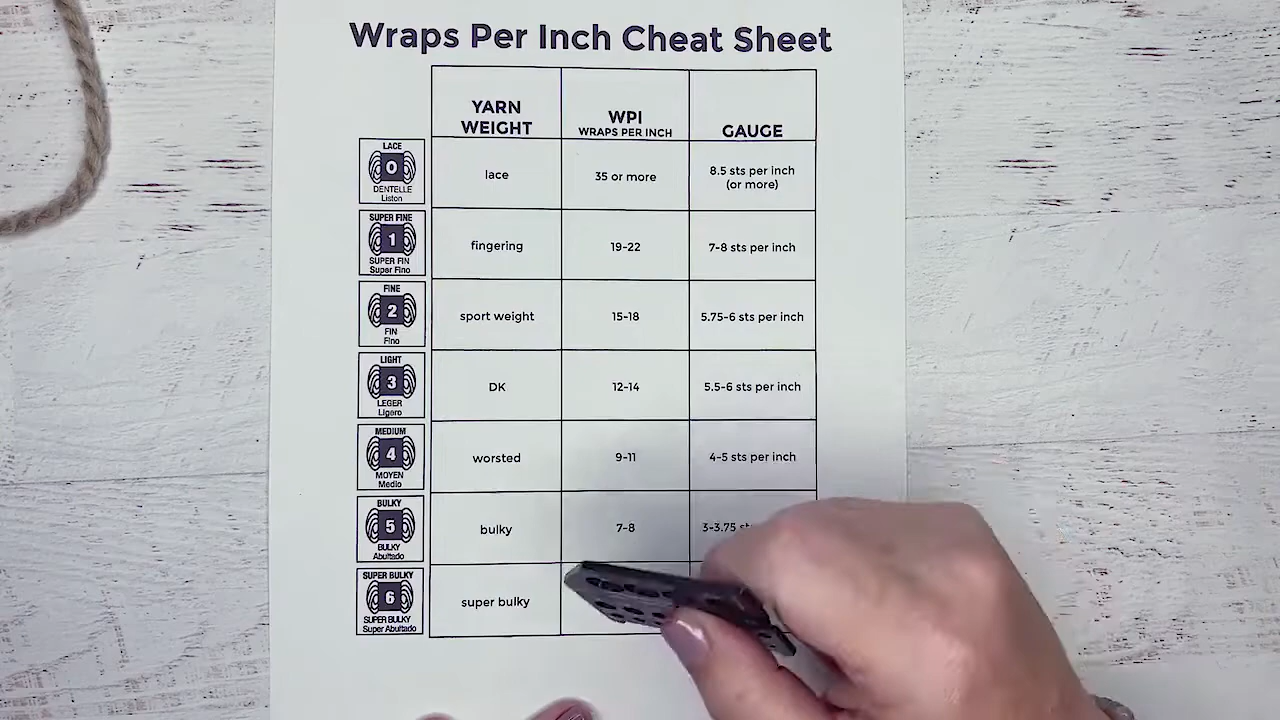 Wraps Per Inch Cheat Sheet
YARN WEIGHT
WPI
WRAPS PER INCH
GAUGE
LACE
0
DENTELLE
Liston
lace
35 or more
8.5 sts per inch
(or more)
SUPER FINE
1
SUPER FIN
Super Fino
fingering
19-22
7-8 sts per inch
FINE
2
FIN
Fino
sport weight
15-18
5.75-6 sts per inch
LIGHT
3
LEGER
Ligero
DK
12-14
5.5-6 sts per inch
MEDIUM
4
MOYEN
Medio
worsted
9-11
4-5 sts per inch
BULKY
5
BULKY
Abultado
bulky
7-8
3-3.75
SUPER BULKY
6
SUPER BULKY
Super Abultado
super bulky